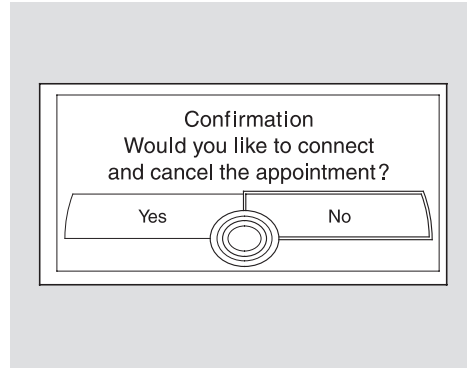 Confirmation
Would you like to connect
and cancel the appointment?
Yes No